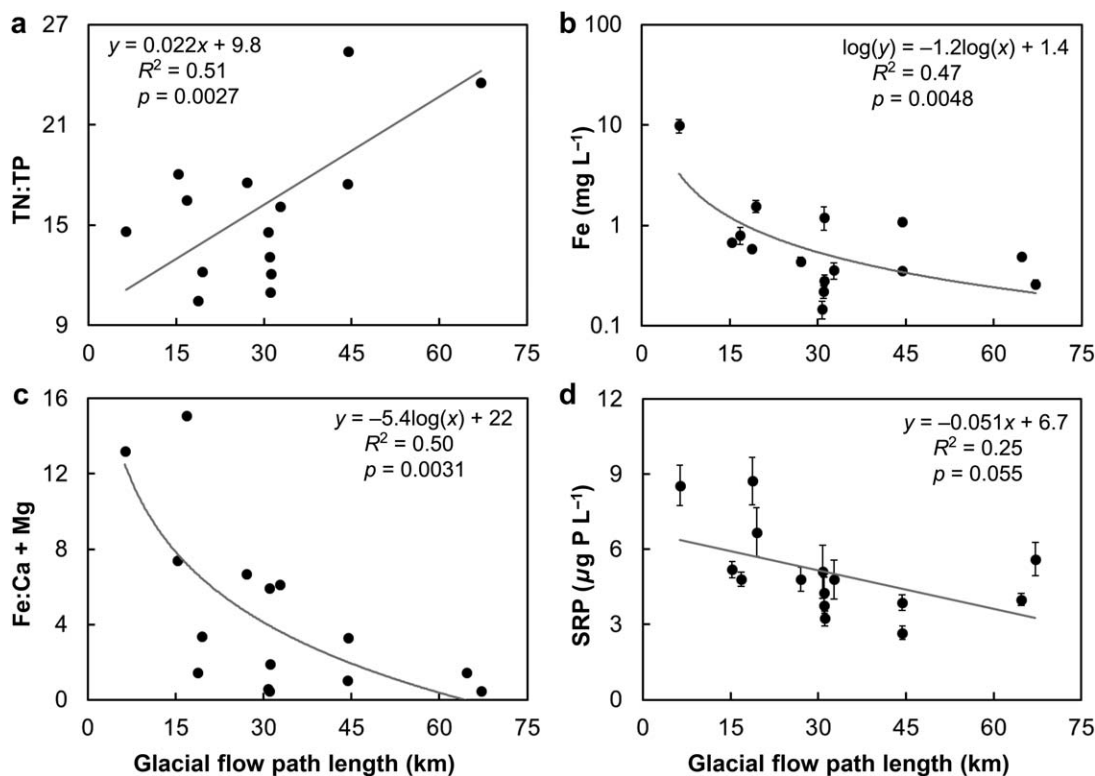 a
y = 0.022x + 9.8
R² = 0.51
p = 0.0027
TN:TP
27
21
15
9
0 15 30 45 60 75
b
log(y) = −1.2log(x) + 1.4
R² = 0.47
p = 0.0048
Fe (mg L⁻¹)
100
10
1
0.1
0 15 30 45 60 75
c
y = −5.4log(x) + 22
R² = 0.50
p = 0.0031
Fe:Ca + Mg
16
12
8
4
0
0 15 30 45 60 75
Glacial flow path length (km)
d
y = −0.051x + 6.7
R² = 0.25
p = 0.055
SRP (µg P L⁻¹)
12
9
6
3
0
0 15 30 45 60 75
Glacial flow path length (km)